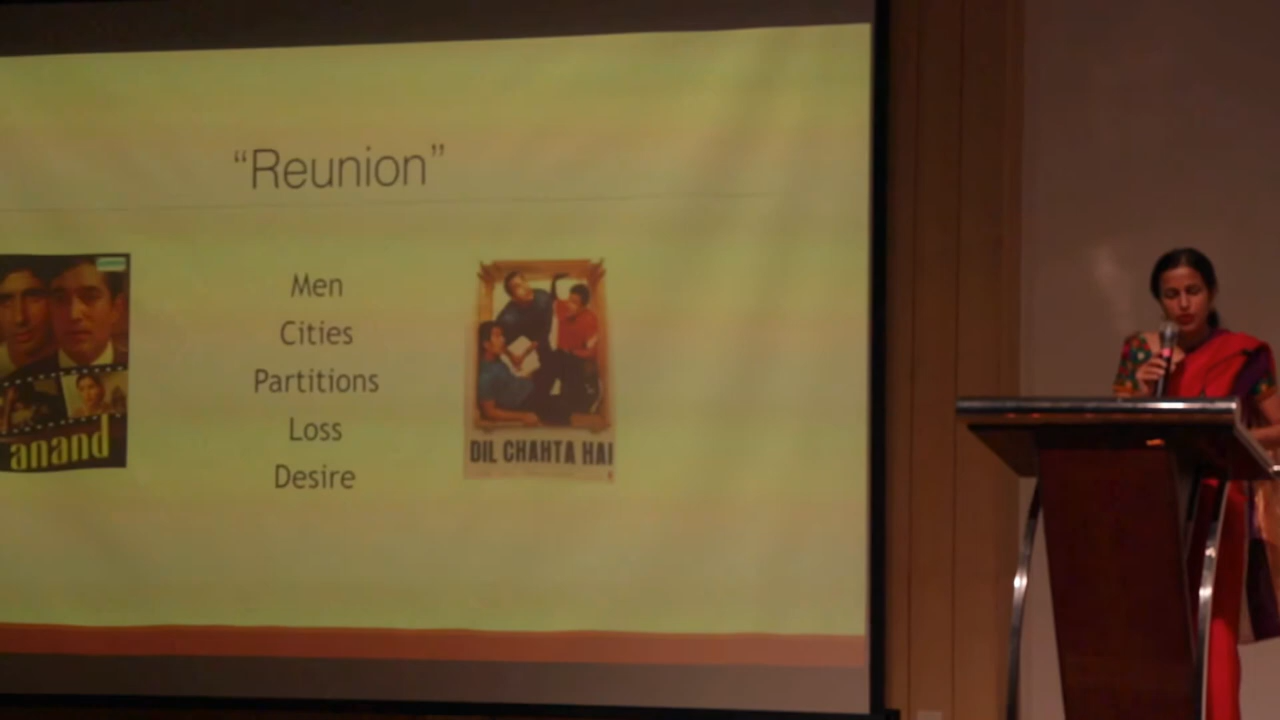 “Reunion”
Men
Cities
Partitions
Loss
Desire
anand
DIL CHAHTA HAI